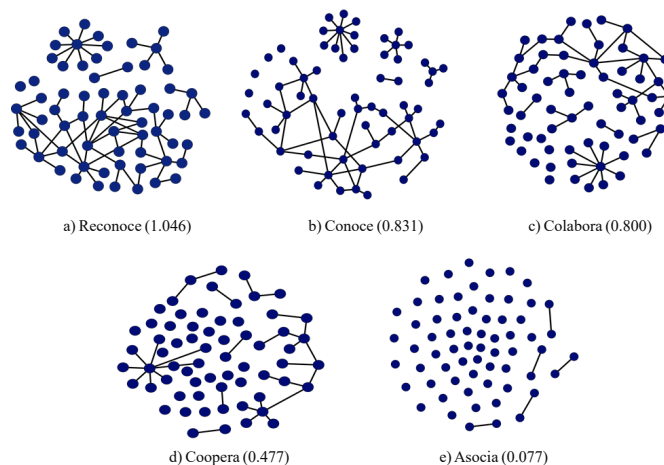 a) Reconoce (1.046)
b) Conoce (0.831)
c) Colabora (0.800)
d) Coopera (0.477)
e) Asocia (0.077)